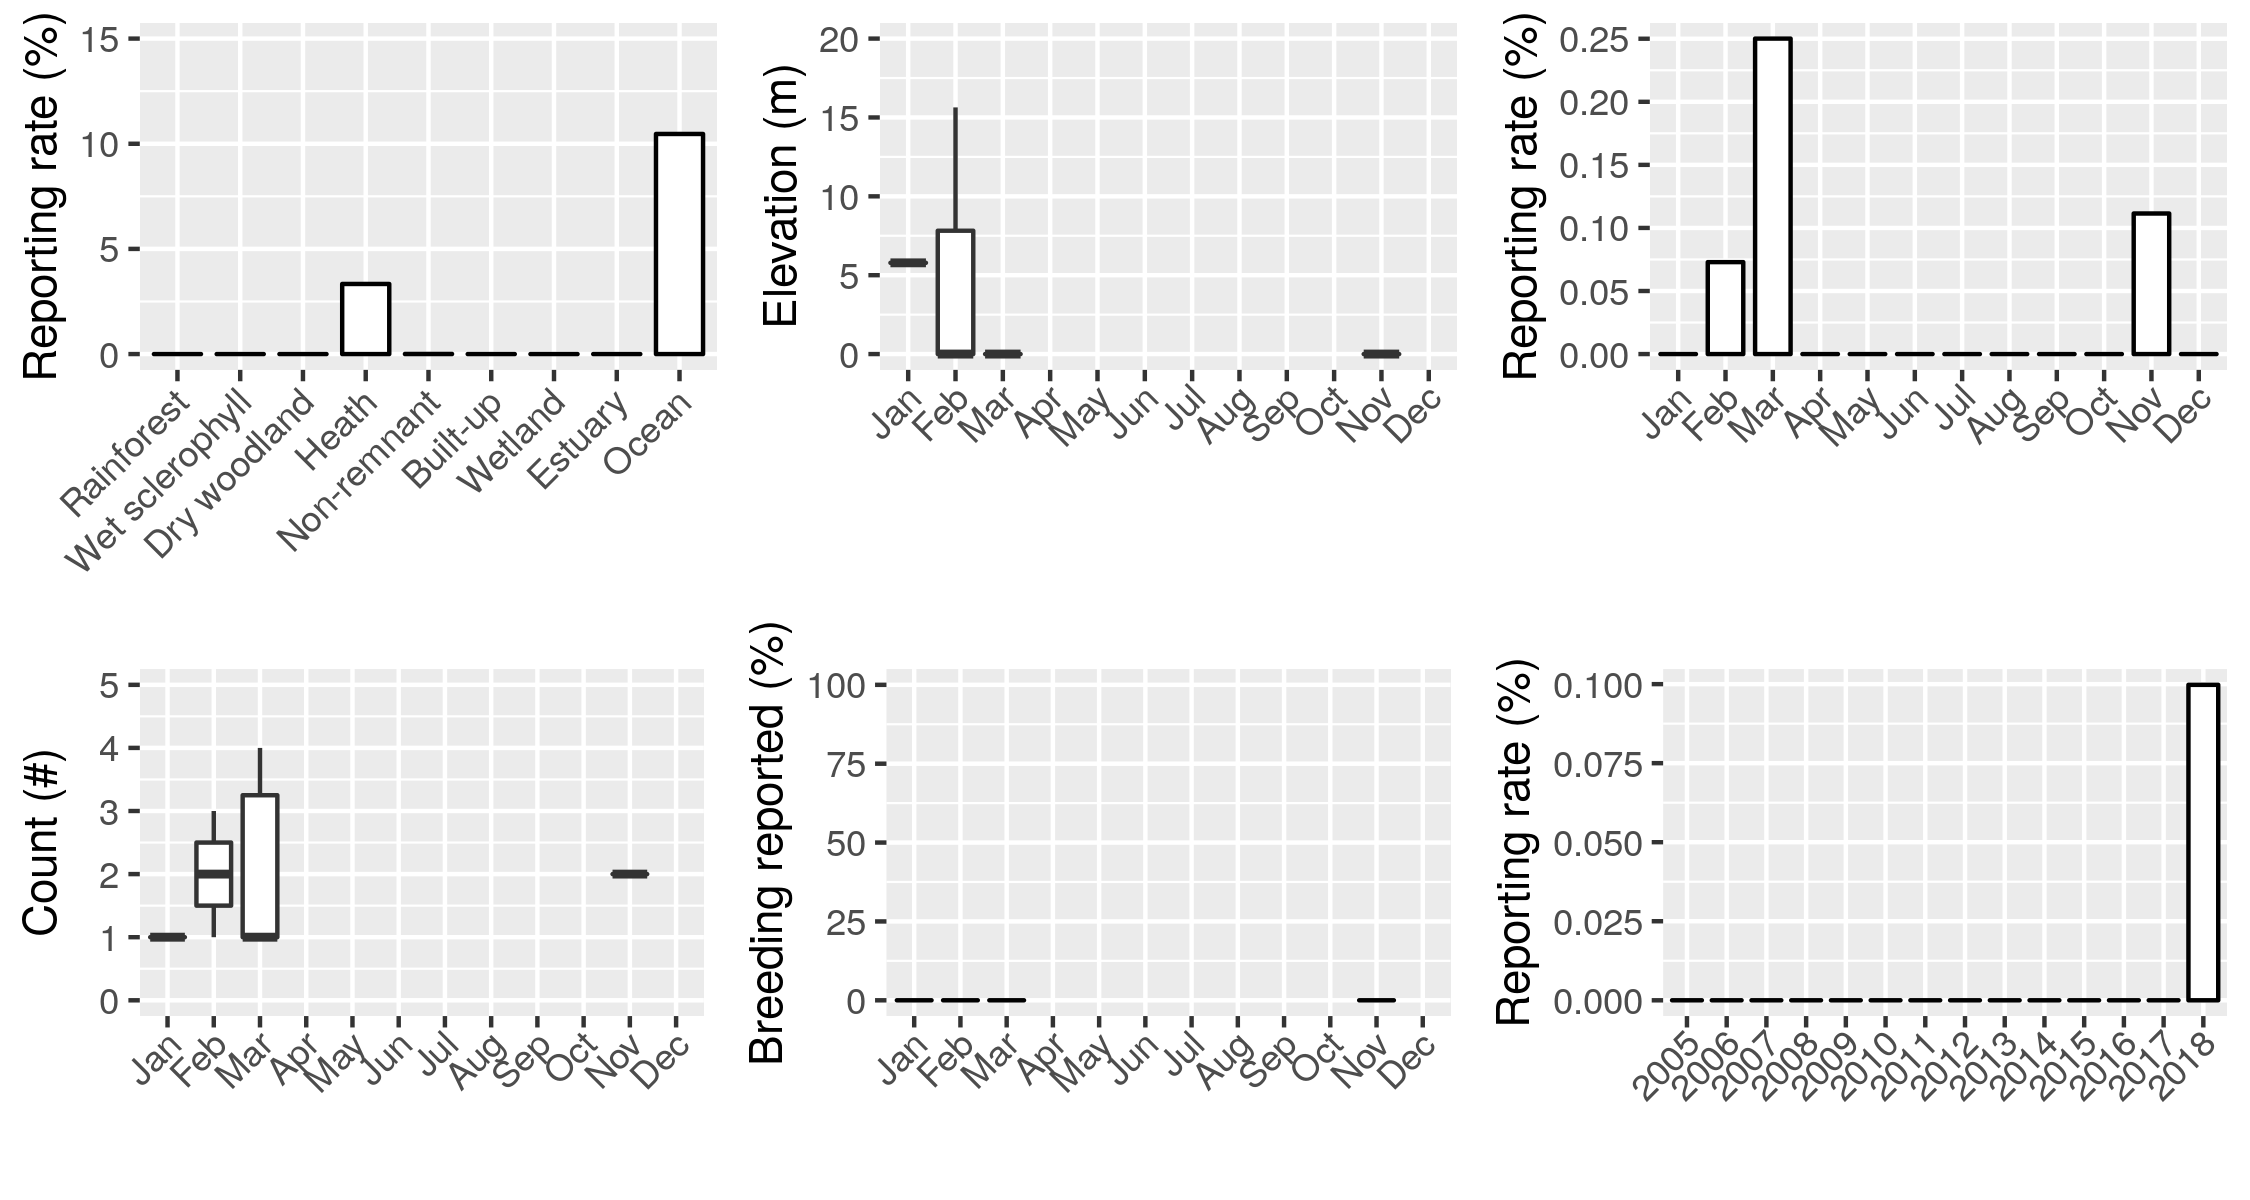 Reporting rate (%)
15
10
5
0
Rainforest
Wet sclerophyll
Dry woodland
Heath
Non-remnant
Built-up
Wetland
Estuary
Ocean
Elevation (m)
20
15
10
5
0
Jan
Feb
Mar
Apr
May
Jun
Jul
Aug
Sep
Oct
Nov
Dec
Reporting rate (%)
0.25
0.20
0.15
0.10
0.05
0.00
Jan
Feb
Mar
Apr
May
Jun
Jul
Aug
Sep
Oct
Nov
Dec
Count (#)
5
4
3
2
1
0
Jan
Feb
Mar
Apr
May
Jun
Jul
Aug
Sep
Oct
Nov
Dec
Breeding reported (%)
100
75
50
25
0
Jan
Feb
Mar
Apr
May
Jun
Jul
Aug
Sep
Oct
Nov
Dec
Reporting rate (%)
0.100
0.075
0.050
0.025
0.000
2005
2006
2007
2008
2009
2010
2011
2012
2013
2014
2015
2016
2017
2018